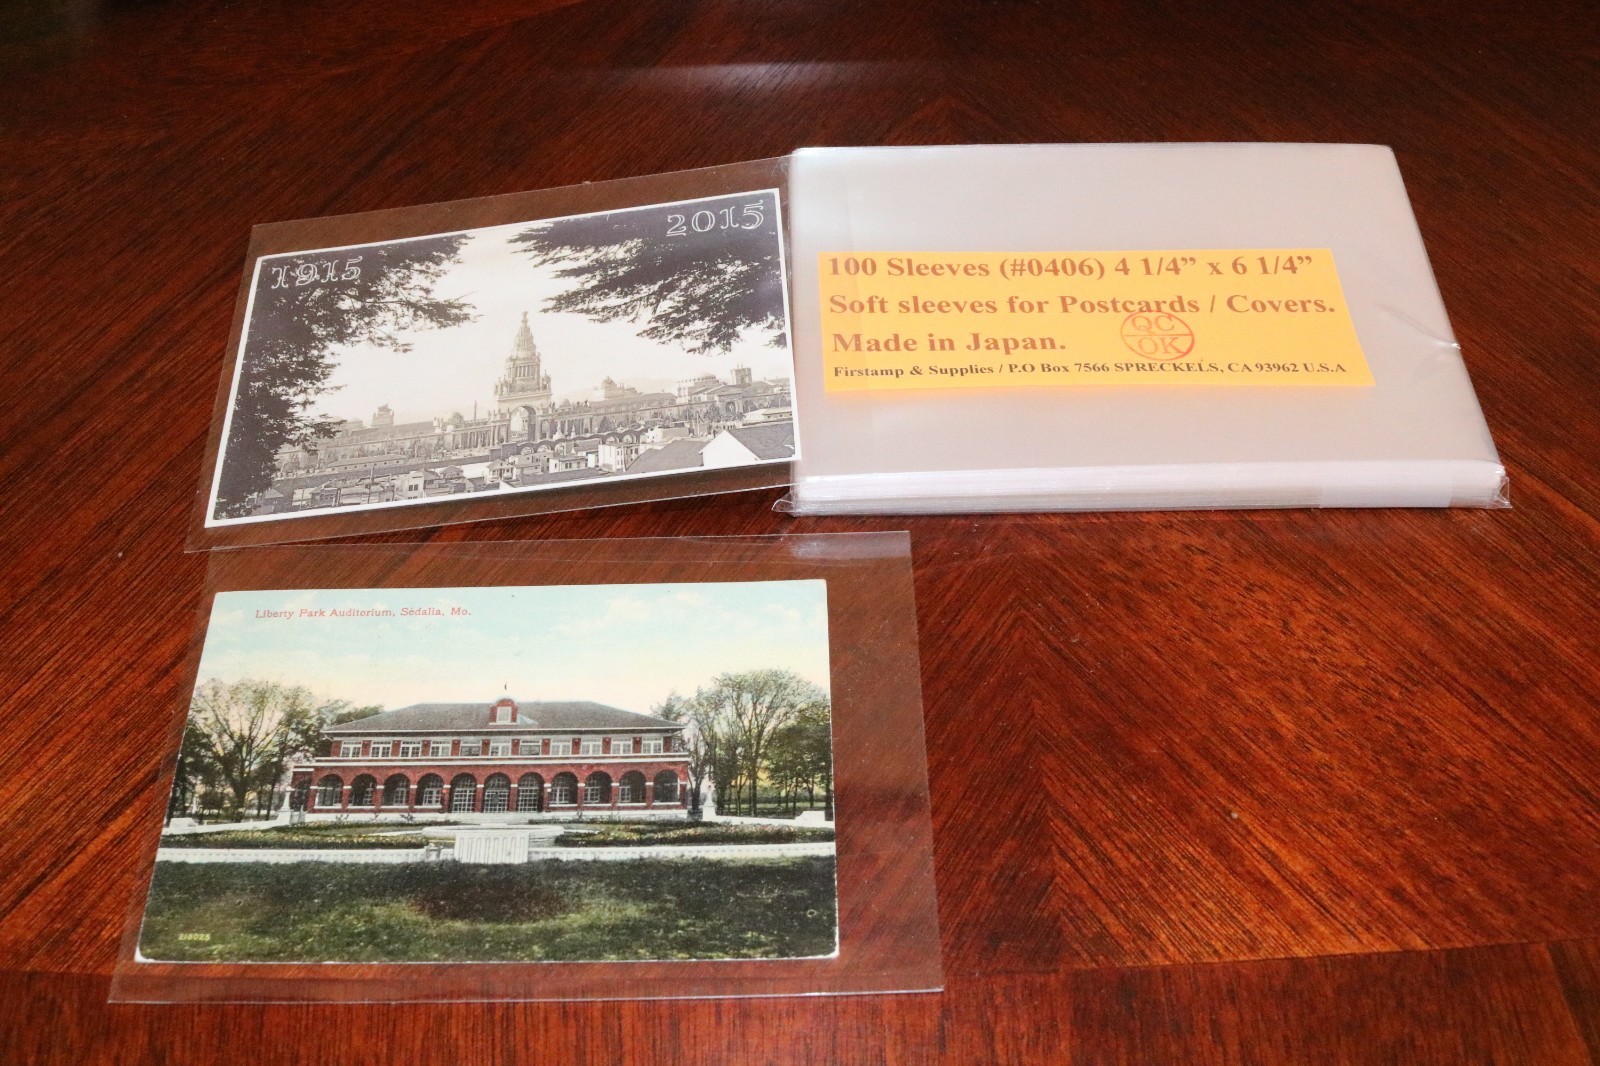 1915
2015
100 Sleeves (#0406) 4 1/4” x 6 1/4”
Soft sleeves for Postcards / Covers.
Made in Japan.
QC
OK
Firstamp & Supplies / P.O Box 7566 SPRECKELS, CA 93962 U.S.A
Liberty Park Auditorium, Sedalia, Mo.
218025